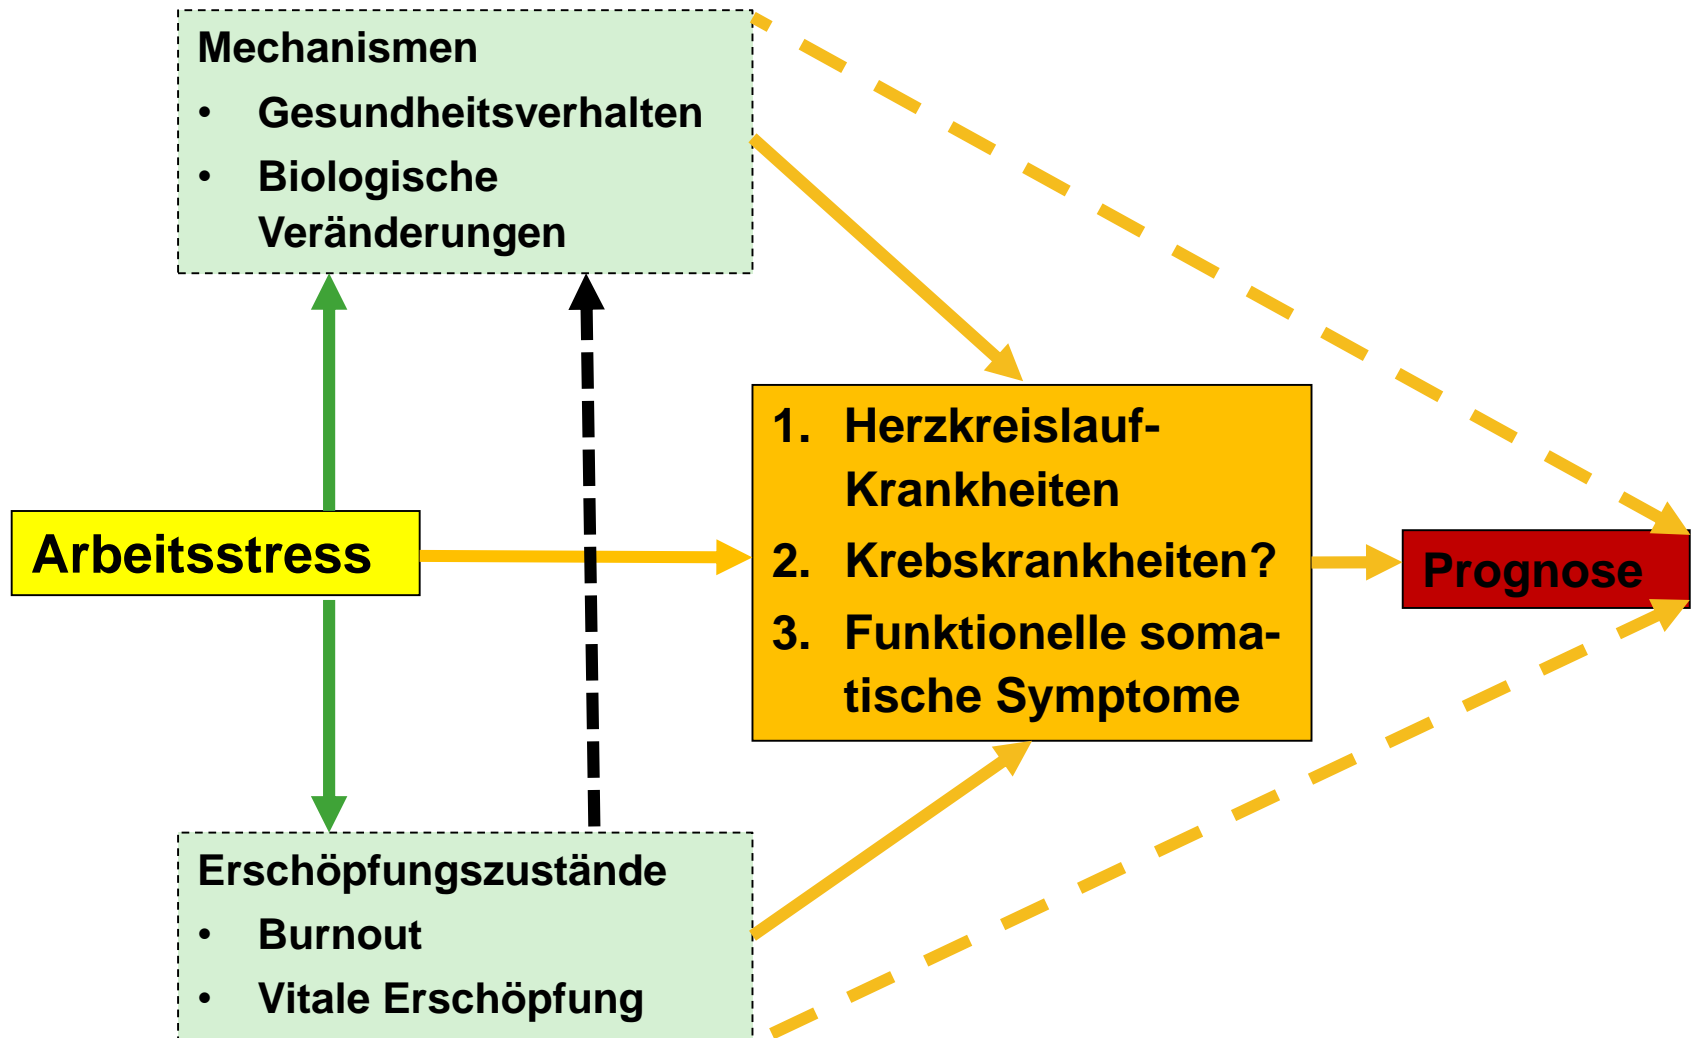 Mechanismen
• Gesundheitsverhalten
• Biologische
Veränderungen
Arbeitsstress
1. Herzkreislauf-
Krankheiten
2. Krebskrankheiten?
3. Funktionelle soma-
tische Symptome
Prognose
Erschöpfungszustände
• Burnout
• Vitale Erschöpfung